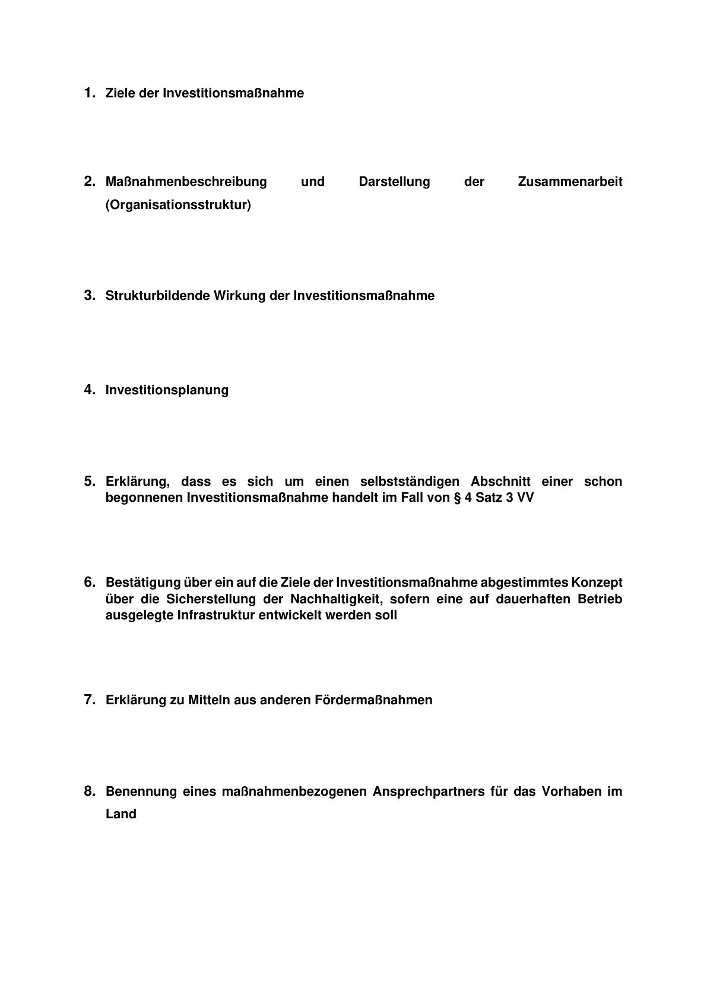 1. Ziele der Investitionsmaßnahme
2. Maßnahmenbeschreibung und Darstellung der Zusammenarbeit
(Organisationsstruktur)
3. Strukturbildende Wirkung der Investitionsmaßnahme
4. Investitionsplanung
5. Erklärung, dass es sich um einen selbstständigen Abschnitt einer schon
begonnenen Investitionsmaßnahme handelt im Fall von § 4 Satz 3 VV
6. Bestätigung über ein auf die Ziele der Investitionsmaßnahme abgestimmtes Konzept
über die Sicherstellung der Nachhaltigkeit, sofern eine auf dauerhaften Betrieb
ausgelegte Infrastruktur entwickelt werden soll
7. Erklärung zu Mitteln aus anderen Fördermaßnahmen
8. Benennung eines maßnahmenbezogenen Ansprechpartners für das Vorhaben im
Land